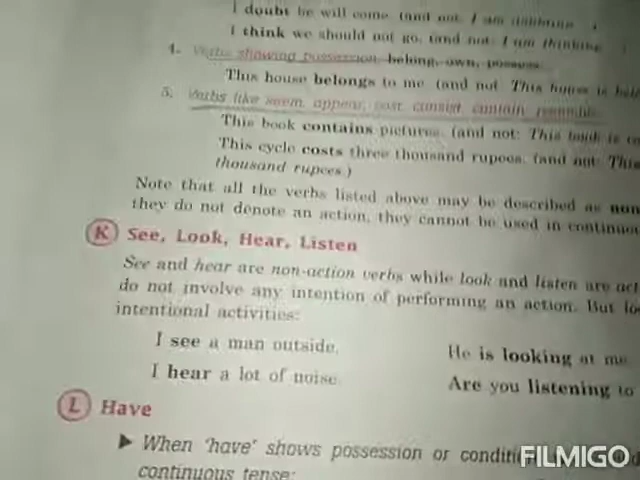 I doubt he will come. (and not: I am doubting
I think we should not go. (and not: I am thinking
4. Verbs showing possession: belong, own, possess.
This house belongs to me. (and not This house is
5. Verbs like seem, appear, cost, consist, contain, resemble.
This book contains pictures. (and not: This book is
This cycle costs three thousand rupees. (and not: This
thousand rupees.)
Note that all the verbs listed above may be described as non
they do not denote an action, they cannot be used in
K See, Look, Hear, Listen
See and hear are non-action verbs while look and listen are
do not involve any intention of performing an action. But
intentional activities:
I see a man outside. He is looking at me
I hear a lot of noise. Are you listening to
L Have
▶ When 'have' shows possession or
continuous tense:
FILMIGO